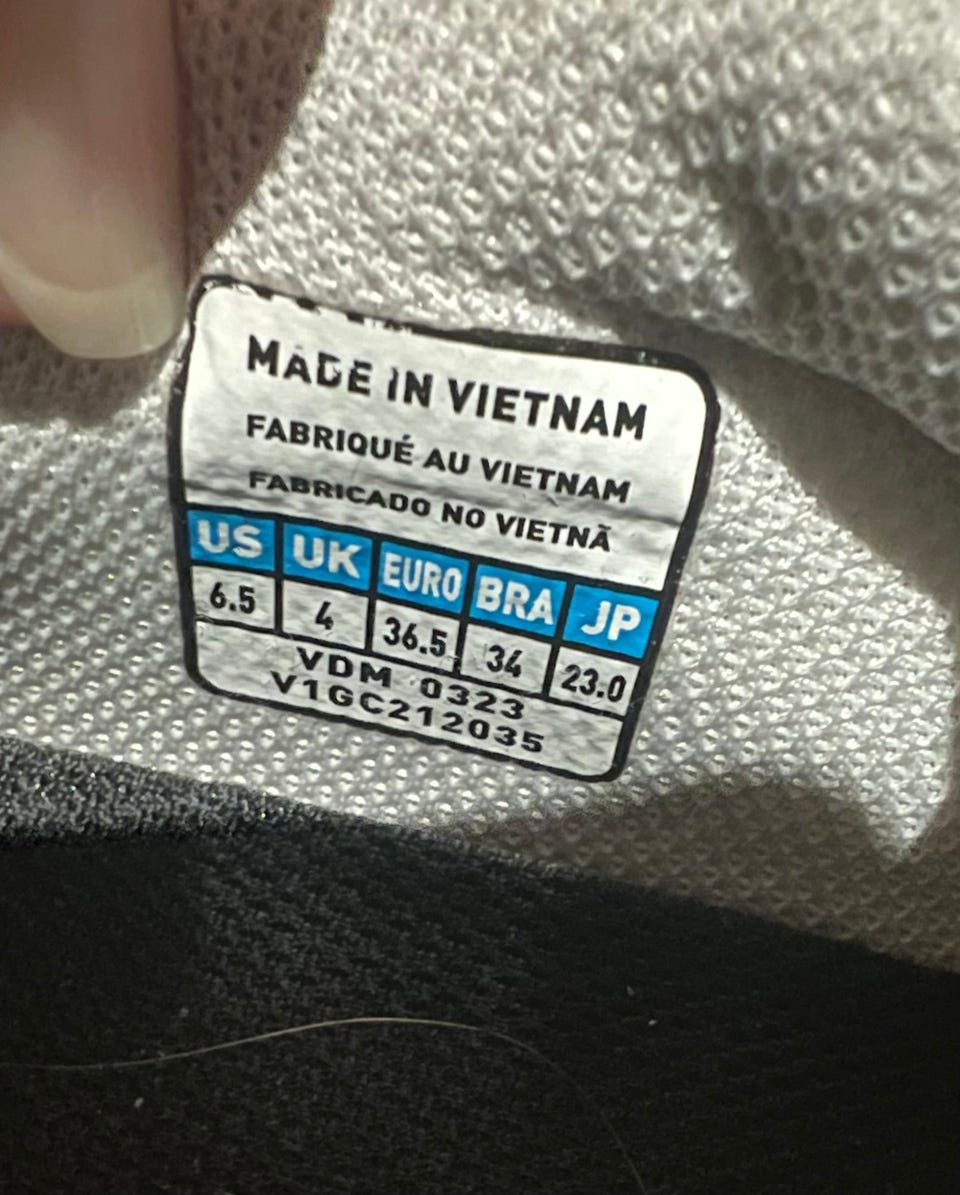 MADE IN VIETNAM
FABRIQUÉ AU VIETNAM
FABRICADO NO VIETNÃ
US UK EURO BRA JP
6.5 4 36.5 34 23.0
VDM 0323
V1GC212035